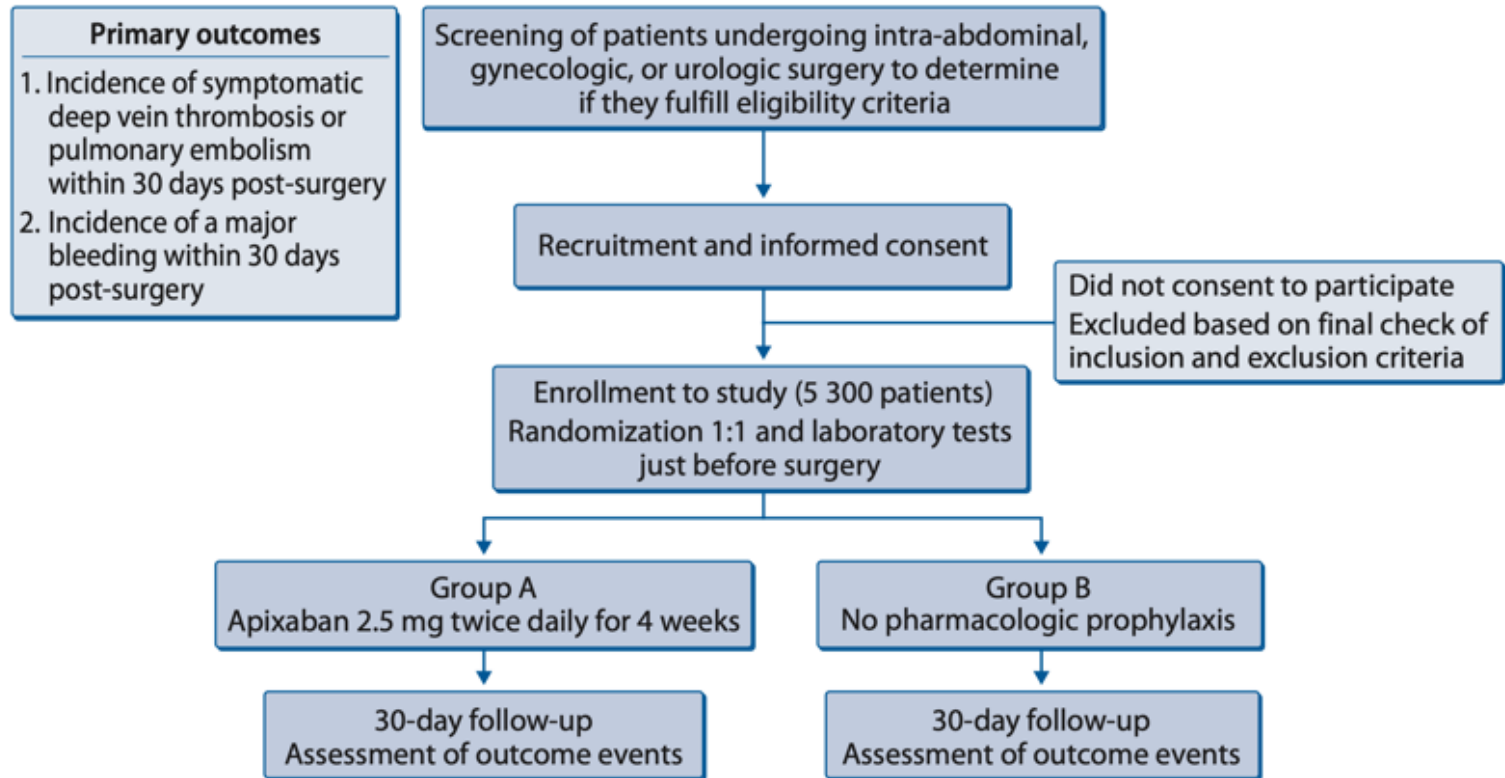 Primary outcomes
1. Incidence of symptomatic
deep vein thrombosis or
pulmonary embolism
within 30 days post-surgery
2. Incidence of a major
bleeding within 30 days
post-surgery
Screening of patients undergoing intra-abdominal,
gynecologic, or urologic surgery to determine
if they fulfill eligibility criteria
Recruitment and informed consent
Did not consent to participate
Excluded based on final check of
inclusion and exclusion criteria
Enrollment to study (5 300 patients)
Randomization 1:1 and laboratory tests
just before surgery
Group A
Apixaban 2.5 mg twice daily for 4 weeks
Group B
No pharmacologic prophylaxis
30-day follow-up
Assessment of outcome events
30-day follow-up
Assessment of outcome events